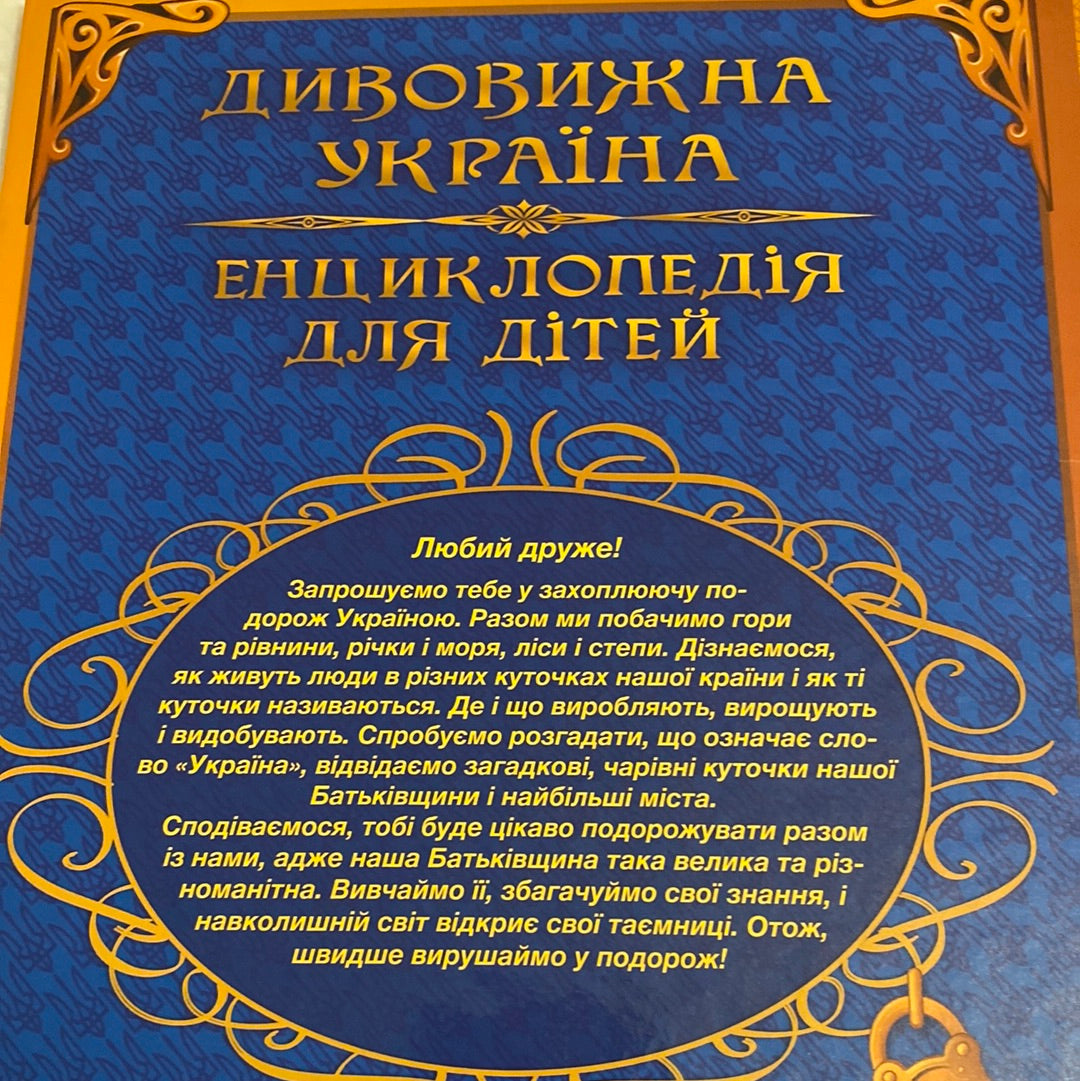 ДИВОВИЖНА
УКРАЇНА
ЕНЦИКЛОПЕДІЯ
ДЛЯ ДІТЕЙ
Любий друже!
Запрошуємо тебе у захоплюючу по-
дорож Україною. Разом ми побачимо гори
та рівнини, річки і моря, ліси і степи. Дізнаємося,
як живуть люди в різних куточках нашої країни і як ті
куточки називаються. Де і що виробляють, вирощують
і видобувають. Спробуємо розгадати, що означає сло-
во «Україна», відвідаємо загадкові, чарівні куточки нашої
Батьківщини і найбільші міста.
Сподіваємося, тобі буде цікаво подорожувати разом
із нами, адже наша Батьківщина така велика та різ-
номанітна. Вивчаймо її, збагачуймо свої знання, і
навколишній світ відкриє свої таємниці. Отож,
швидше вирушаймо у подорож!